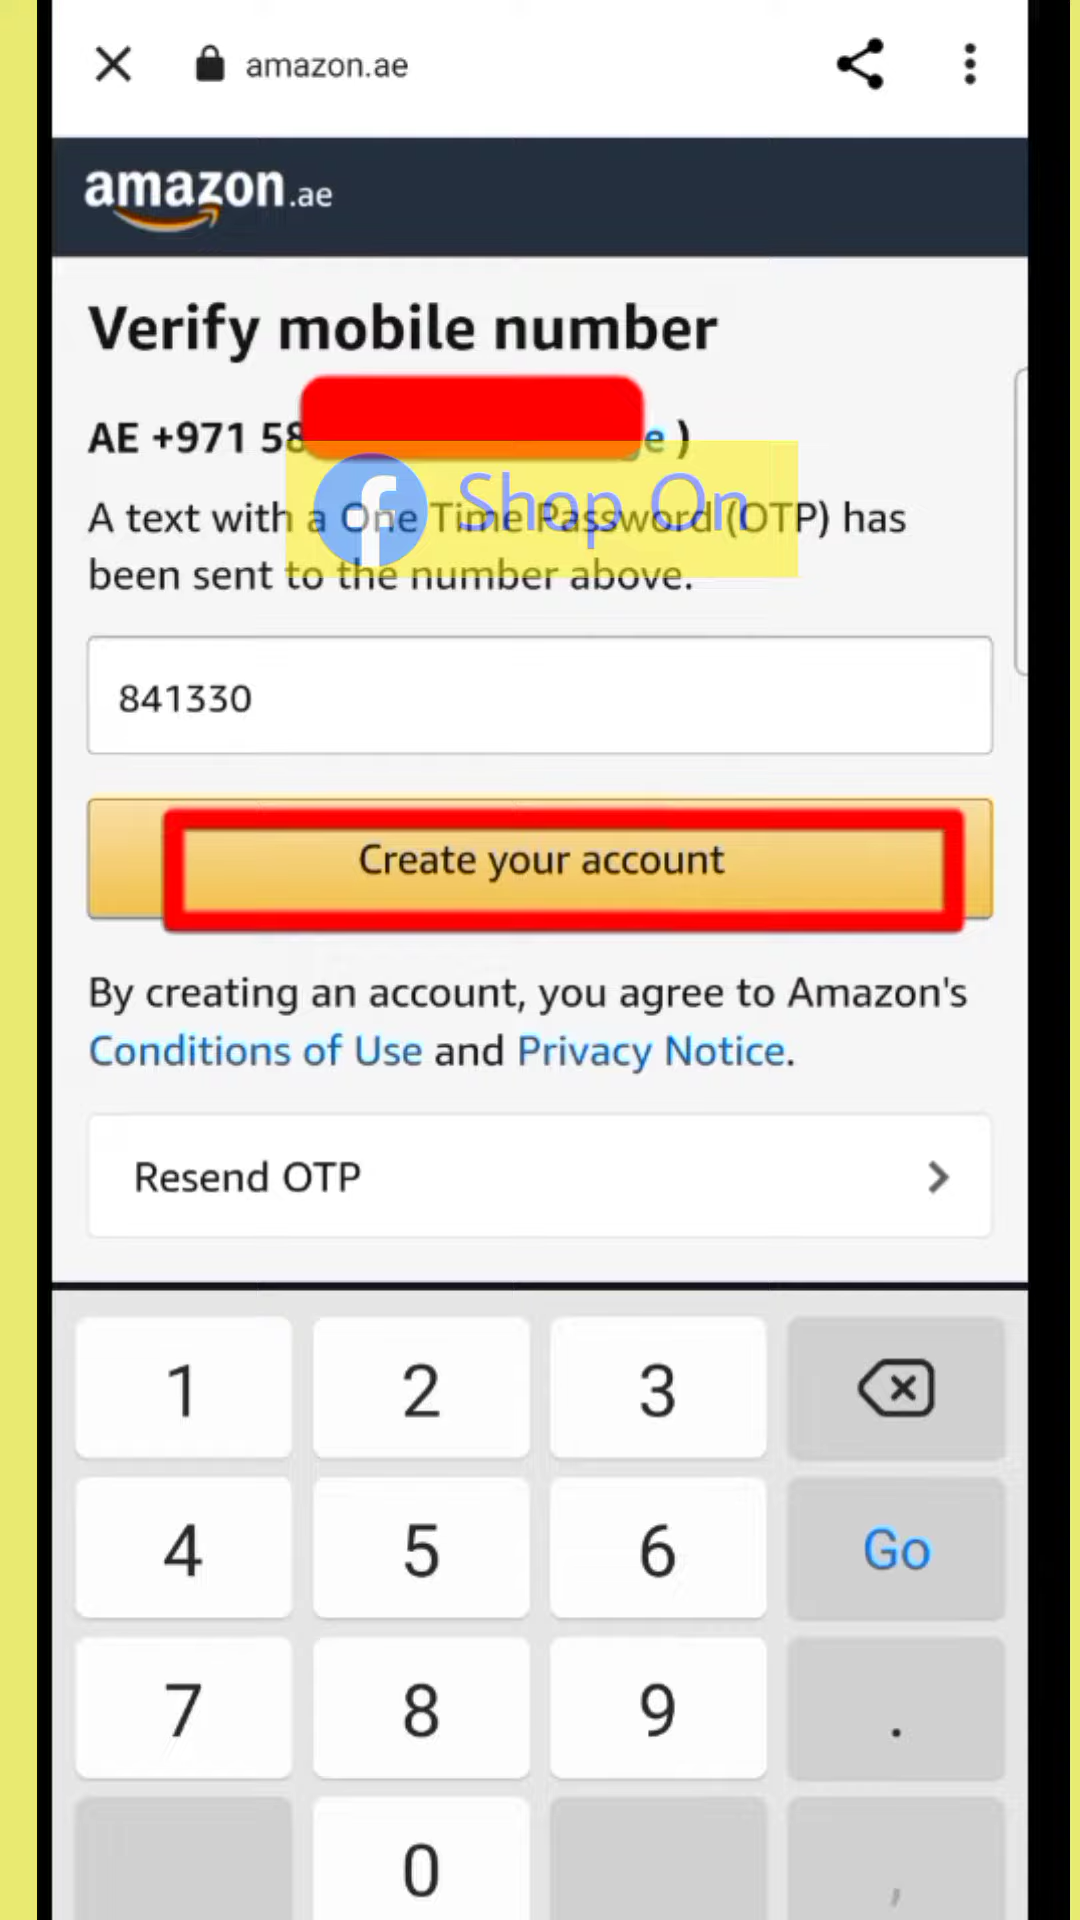 amazon.ae
amazon.ae
Verify mobile number
AE +971 58 e )
Shop On
A text with a One Time Password (OTP) has
been sent to the number above.
841330
Create your account
By creating an account, you agree to Amazon's
Conditions of Use and Privacy Notice.
Resend OTP
1 2 3
4 5 6 Go
7 8 9 .
0 ,